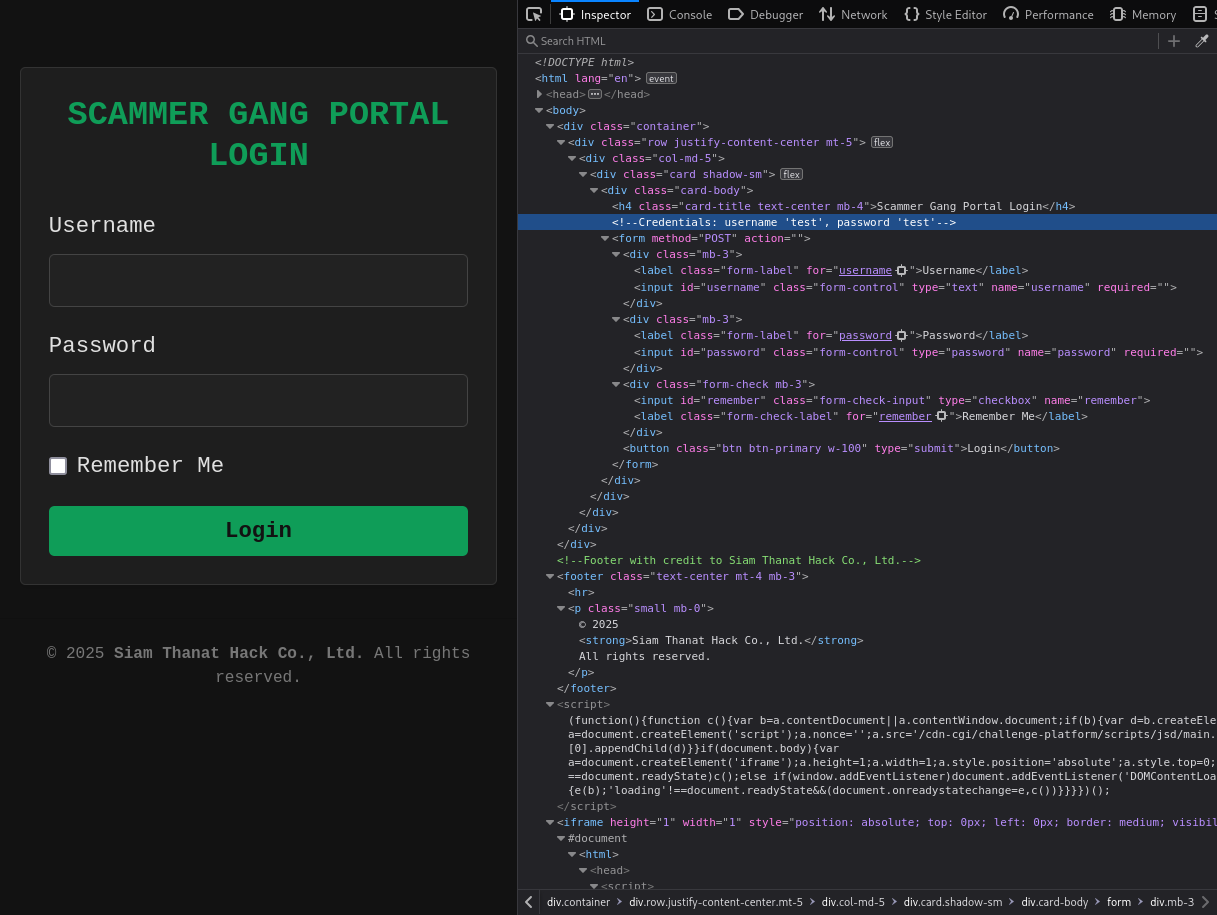 SCAMMER GANG PORTAL
LOGIN
Username
Password
Remember Me
Login
© 2025 Siam Thanat Hack Co., Ltd. All rights
reserved.
Inspector Console Debugger Network Style Editor Performance Memory
Search HTML
<!DOCTYPE html>
<html lang="en"> event
<head> </head>
<body>
<div class="container">
<div class="row justify-content-center mt-5"> flex
<div class="col-md-5">
<div class="card shadow-sm"> flex
<div class="card-body">
<h4 class="card-title text-center mb-4">Scammer Gang Portal Login</h4>
<!--Credentials: username 'test', password 'test'-->
<form method="POST" action="">
<div class="mb-3">
<label class="form-label" for="username">Username</label>
<input id="username" class="form-control" type="text" name="username" required="">
</div>
<div class="mb-3">
<label class="form-label" for="password">Password</label>
<input id="password" class="form-control" type="password" name="password" required="">
</div>
<div class="form-check mb-3">
<input id="remember" class="form-check-input" type="checkbox" name="remember">
<label class="form-check-label" for="remember">Remember Me</label>
</div>
<button class="btn btn-primary w-100" type="submit">Login</button>
</form>
</div>
</div>
</div>
</div>
</div>
<!--Footer with credit to Siam Thanat Hack Co., Ltd.-->
<footer class="text-center mt-4 mb-3">
<hr>
<p class="small mb-0">
© 2025
<strong>Siam Thanat Hack Co., Ltd.</strong>
All rights reserved.
</p>
</footer>
<script>
(function(){function c(){var b=a.contentDocument||a.contentWindow.document;if(b){var d=b.createEle
a=document.createElement('script');a.nonce='';a.src='/cdn-cgi/challenge-platform/scripts/jsd/main.
[0].appendChild(d)}}if(document.body){var
a=document.createElement('iframe');a.height=1;a.width=1;a.style.position='absolute';a.style.top=0;
==document.readyState)c();else if(window.addEventListener)document.addEventListener('DOMContentLoa
{e(b);'loading'!==document.readyState&&(document.onreadystatechange=e,c())}}}})();
</script>
<iframe height="1" width="1" style="position: absolute; top: 0px; left: 0px; border: medium; visibil
#document
<html>
<head>
<script>
div.container > div.row.justify-content-center.mt-5 > div.col-md-5 > div.card.shadow-sm > div.card-body > form > div.mb-3